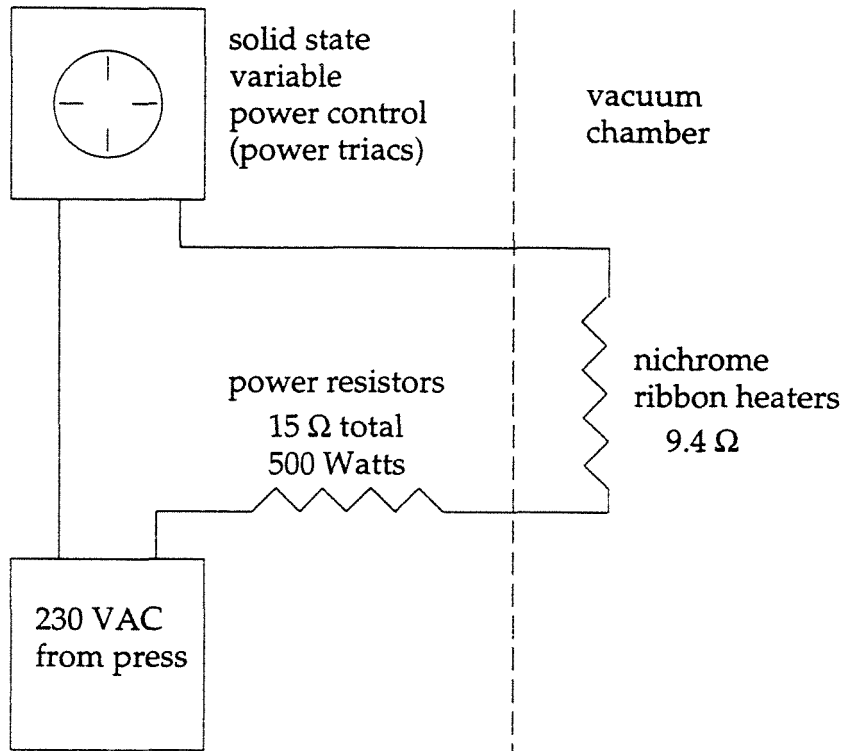 solid state
variable
power control
(power triacs)
vacuum
chamber
nichrome
ribbon heaters
9.4 Ω
power resistors
15 Ω total
500 Watts
230 VAC
from press